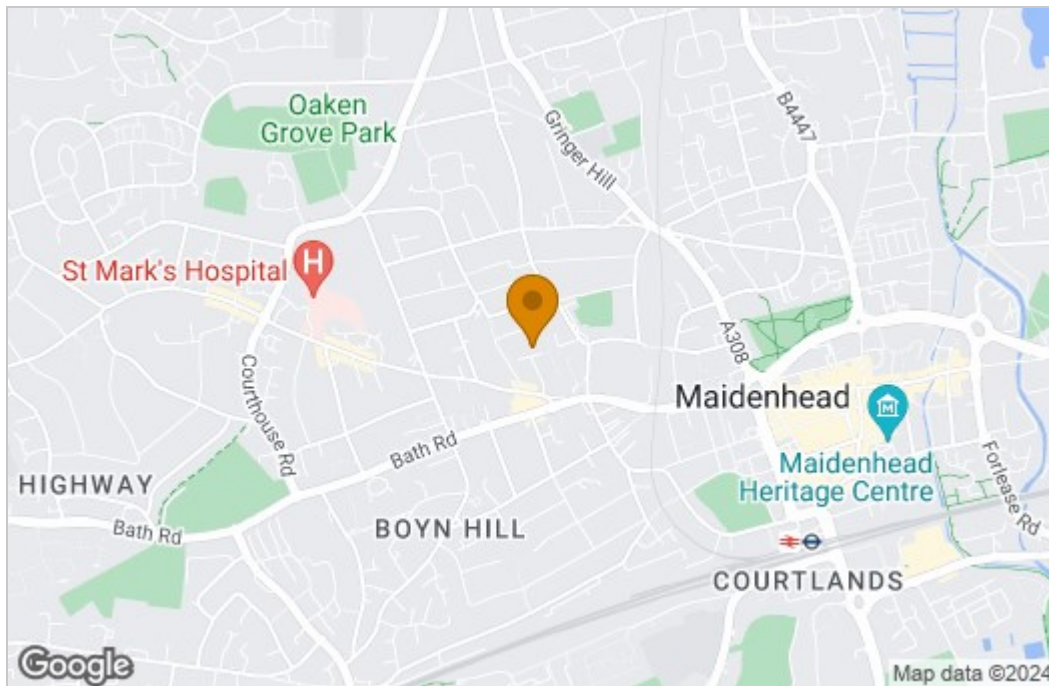 Oaken
Grove Park
Gringer Hill
B4447
St Mark's Hospital
H
A308
Courthouse Rd
Maidenhead
M
Maidenhead
Heritage Centre
Bath Rd
HIGHWAY
Bath Rd
BOYN HILL
Forlease Rd
COURTLANDS
Google
Map data ©2024